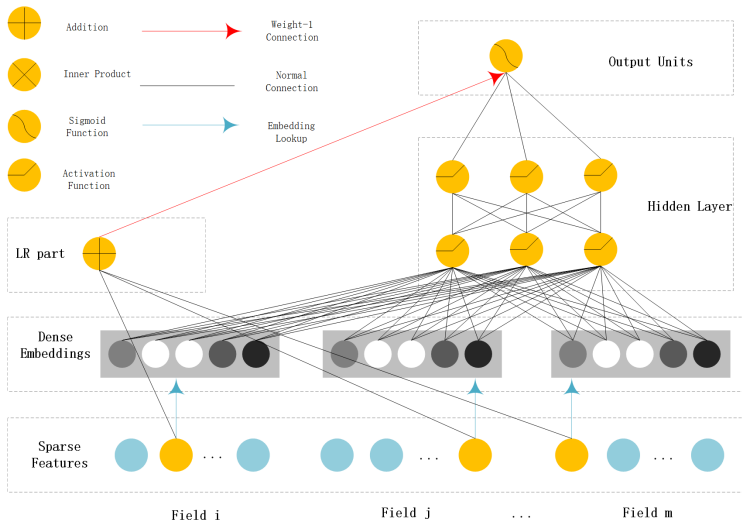 Addition
Weight-1
Connection
Inner Product
Normal
Connection
Sigmoid
Function
Embedding
Lookup
Activation
Function
Output Units
Hidden Layer
LR part
Dense
Embeddings
Sparse
Features
...
...
...
Field i
Field j
...
Field m